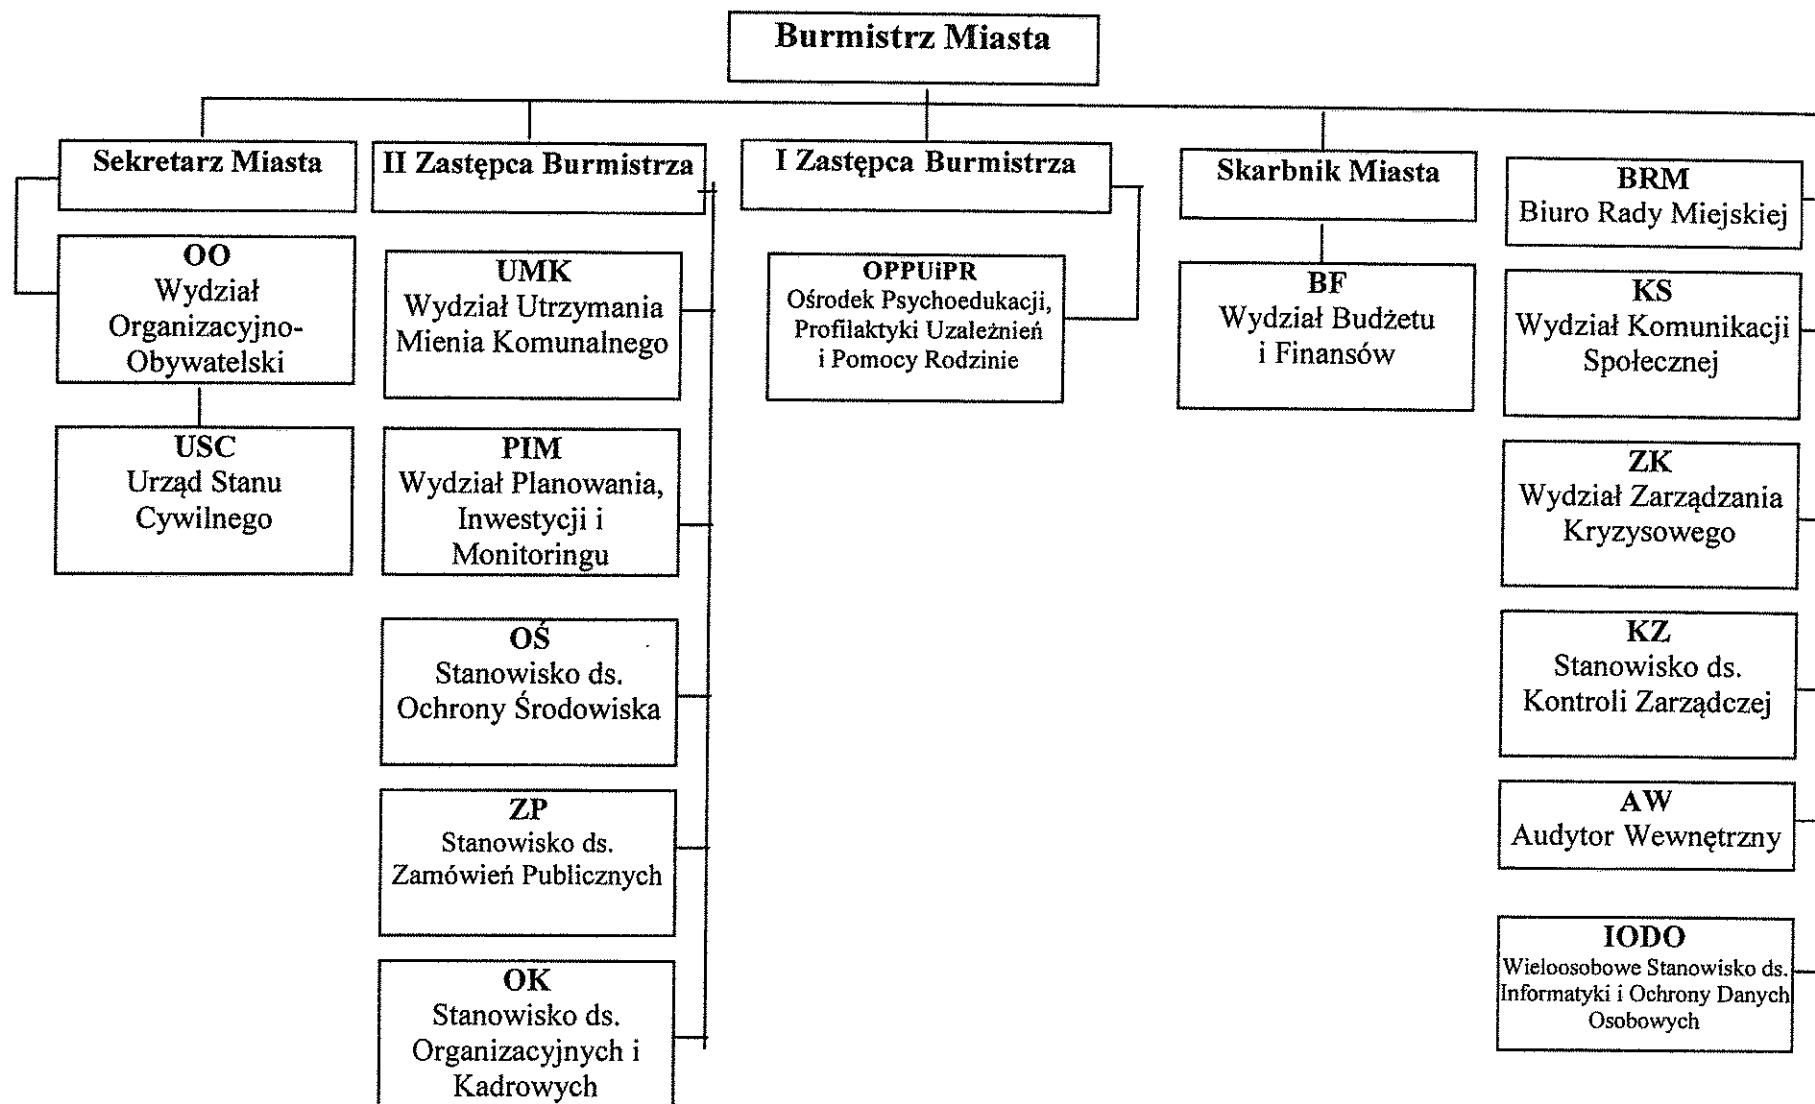 Burmistrz Miasta
Sekretarz Miasta
II Zastępca Burmistrza
I Zastępca Burmistrza
Skarbnik Miasta
BRM
Biuro Rady Miejskiej
OO
Wydział
Organizacyjno-
Obywatelski
UMK
Wydział Utrzymania
Mienia Komunalnego
OPPUiPR
Ośrodek Psychoedukacji,
Profilaktyki Uzależnień
i Pomocy Rodzinie
BF
Wydział Budżetu
i Finansów
KS
Wydział Komunikacji
Społecznej
USC
Urząd Stanu
Cywilnego
PIM
Wydział Planowania,
Inwestycji i
Monitoringu
ZK
Wydział Zarządzania
Kryzysowego
OŚ
Stanowisko ds.
Ochrony Środowiska
KZ
Stanowisko ds.
Kontroli Zarządczej
ZP
Stanowisko ds.
Zamówień Publicznych
AW
Audytor Wewnętrzny
OK
Stanowisko ds.
Organizacyjnych i
Kadrowych
IODO
Wieloosobowe Stanowisko ds.
Informatyki i Ochrony Danych
Osobowych